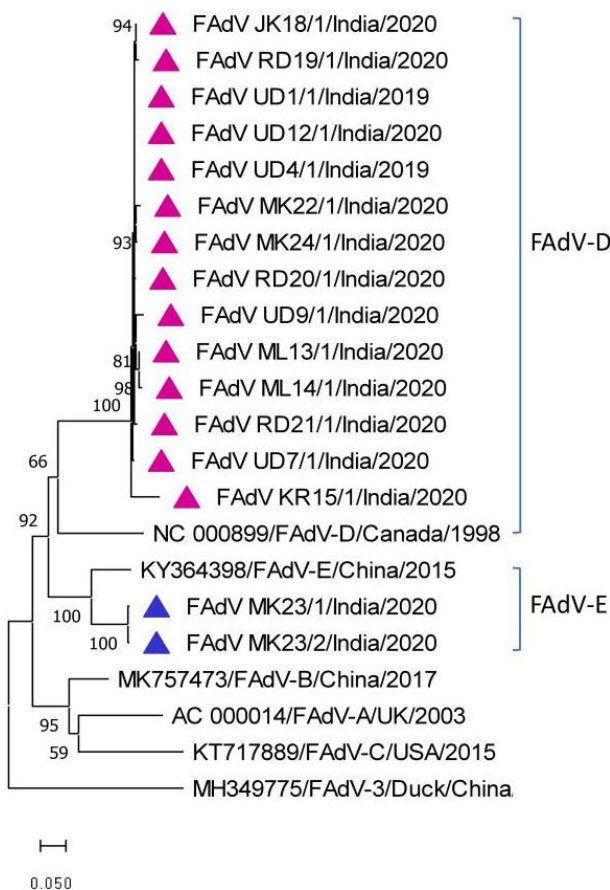 94
FAdV JK18/1/India/2020
FAdV RD19/1/India/2020
FAdV UD1/1/India/2019
FAdV UD12/1/India/2020
FAdV UD4/1/India/2019
FAdV MK22/1/India/2020
93
FAdV MK24/1/India/2020
FAdV-D
FAdV RD20/1/India/2020
FAdV UD9/1/India/2020
81
FAdV ML13/1/India/2020
98
FAdV ML14/1/India/2020
100
FAdV RD21/1/India/2020
66
FAdV UD7/1/India/2020
FAdV KR15/1/India/2020
92
NC 000899/FAdV-D/Canada/1998
KY364398/FAdV-E/China/2015
100
FAdV MK23/1/India/2020
FAdV-E
100
FAdV MK23/2/India/2020
MK757473/FAdV-B/China/2017
95
AC 000014/FAdV-A/UK/2003
59
KT717889/FAdV-C/USA/2015
MH349775/FAdV-3/Duck/China
0.050